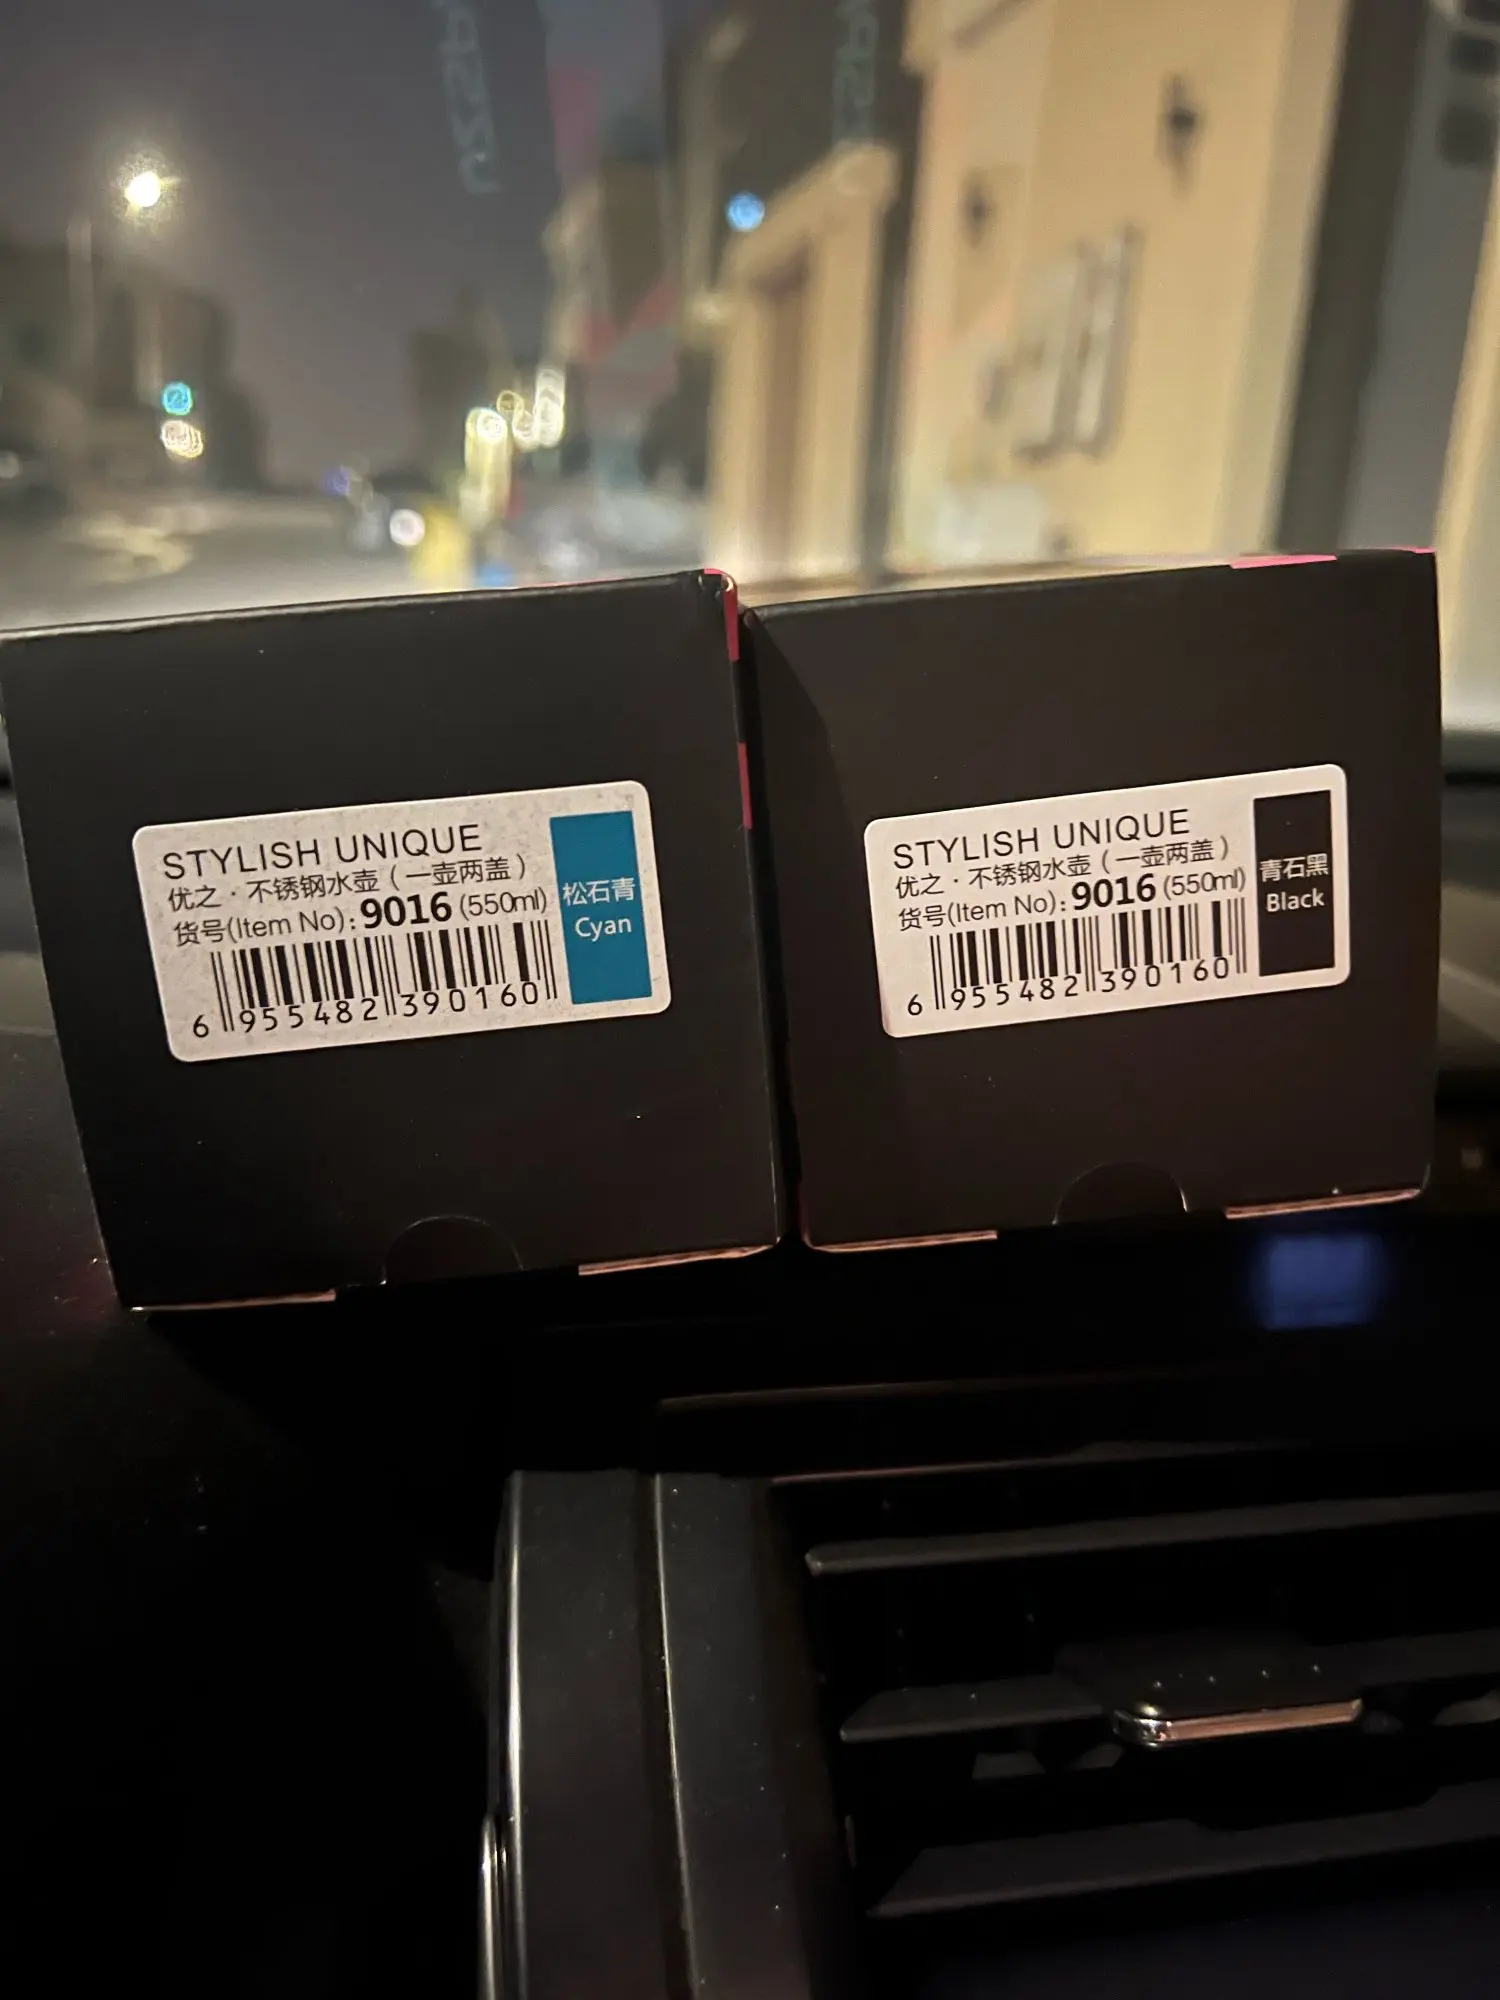 STYLISH UNIQUE
优之·不锈钢水壶(一壶两盖)
货号(Item No):9016(550ml)
6 955482 390160
松石青
Cyan
STYLISH UNIQUE
优之·不锈钢水壶(一壶两盖)
货号(Item No):9016(550ml)
6 955482 390160
青石黑
Black